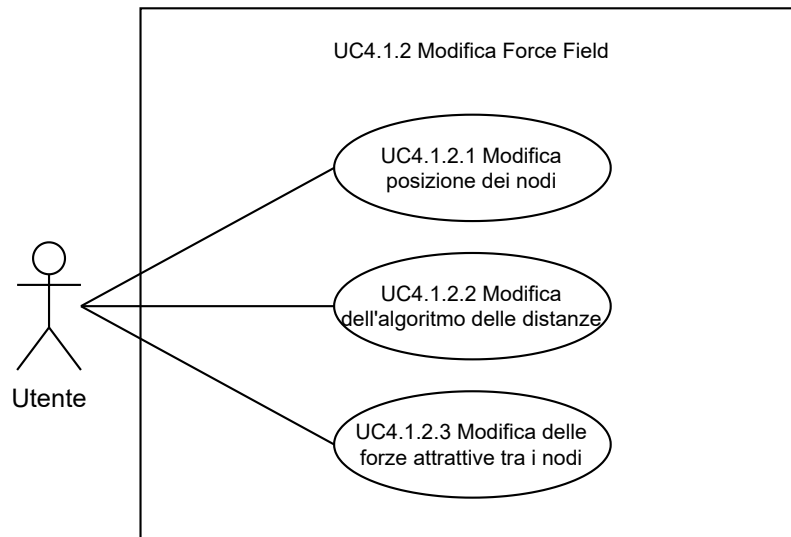 UC4.1.2 Modifica Force Field
UC4.1.2.1 Modifica
posizione dei nodi
UC4.1.2.2 Modifica
dell'algoritmo delle distanze
Utente
UC4.1.2.3 Modifica delle
forze attrattive tra i nodi